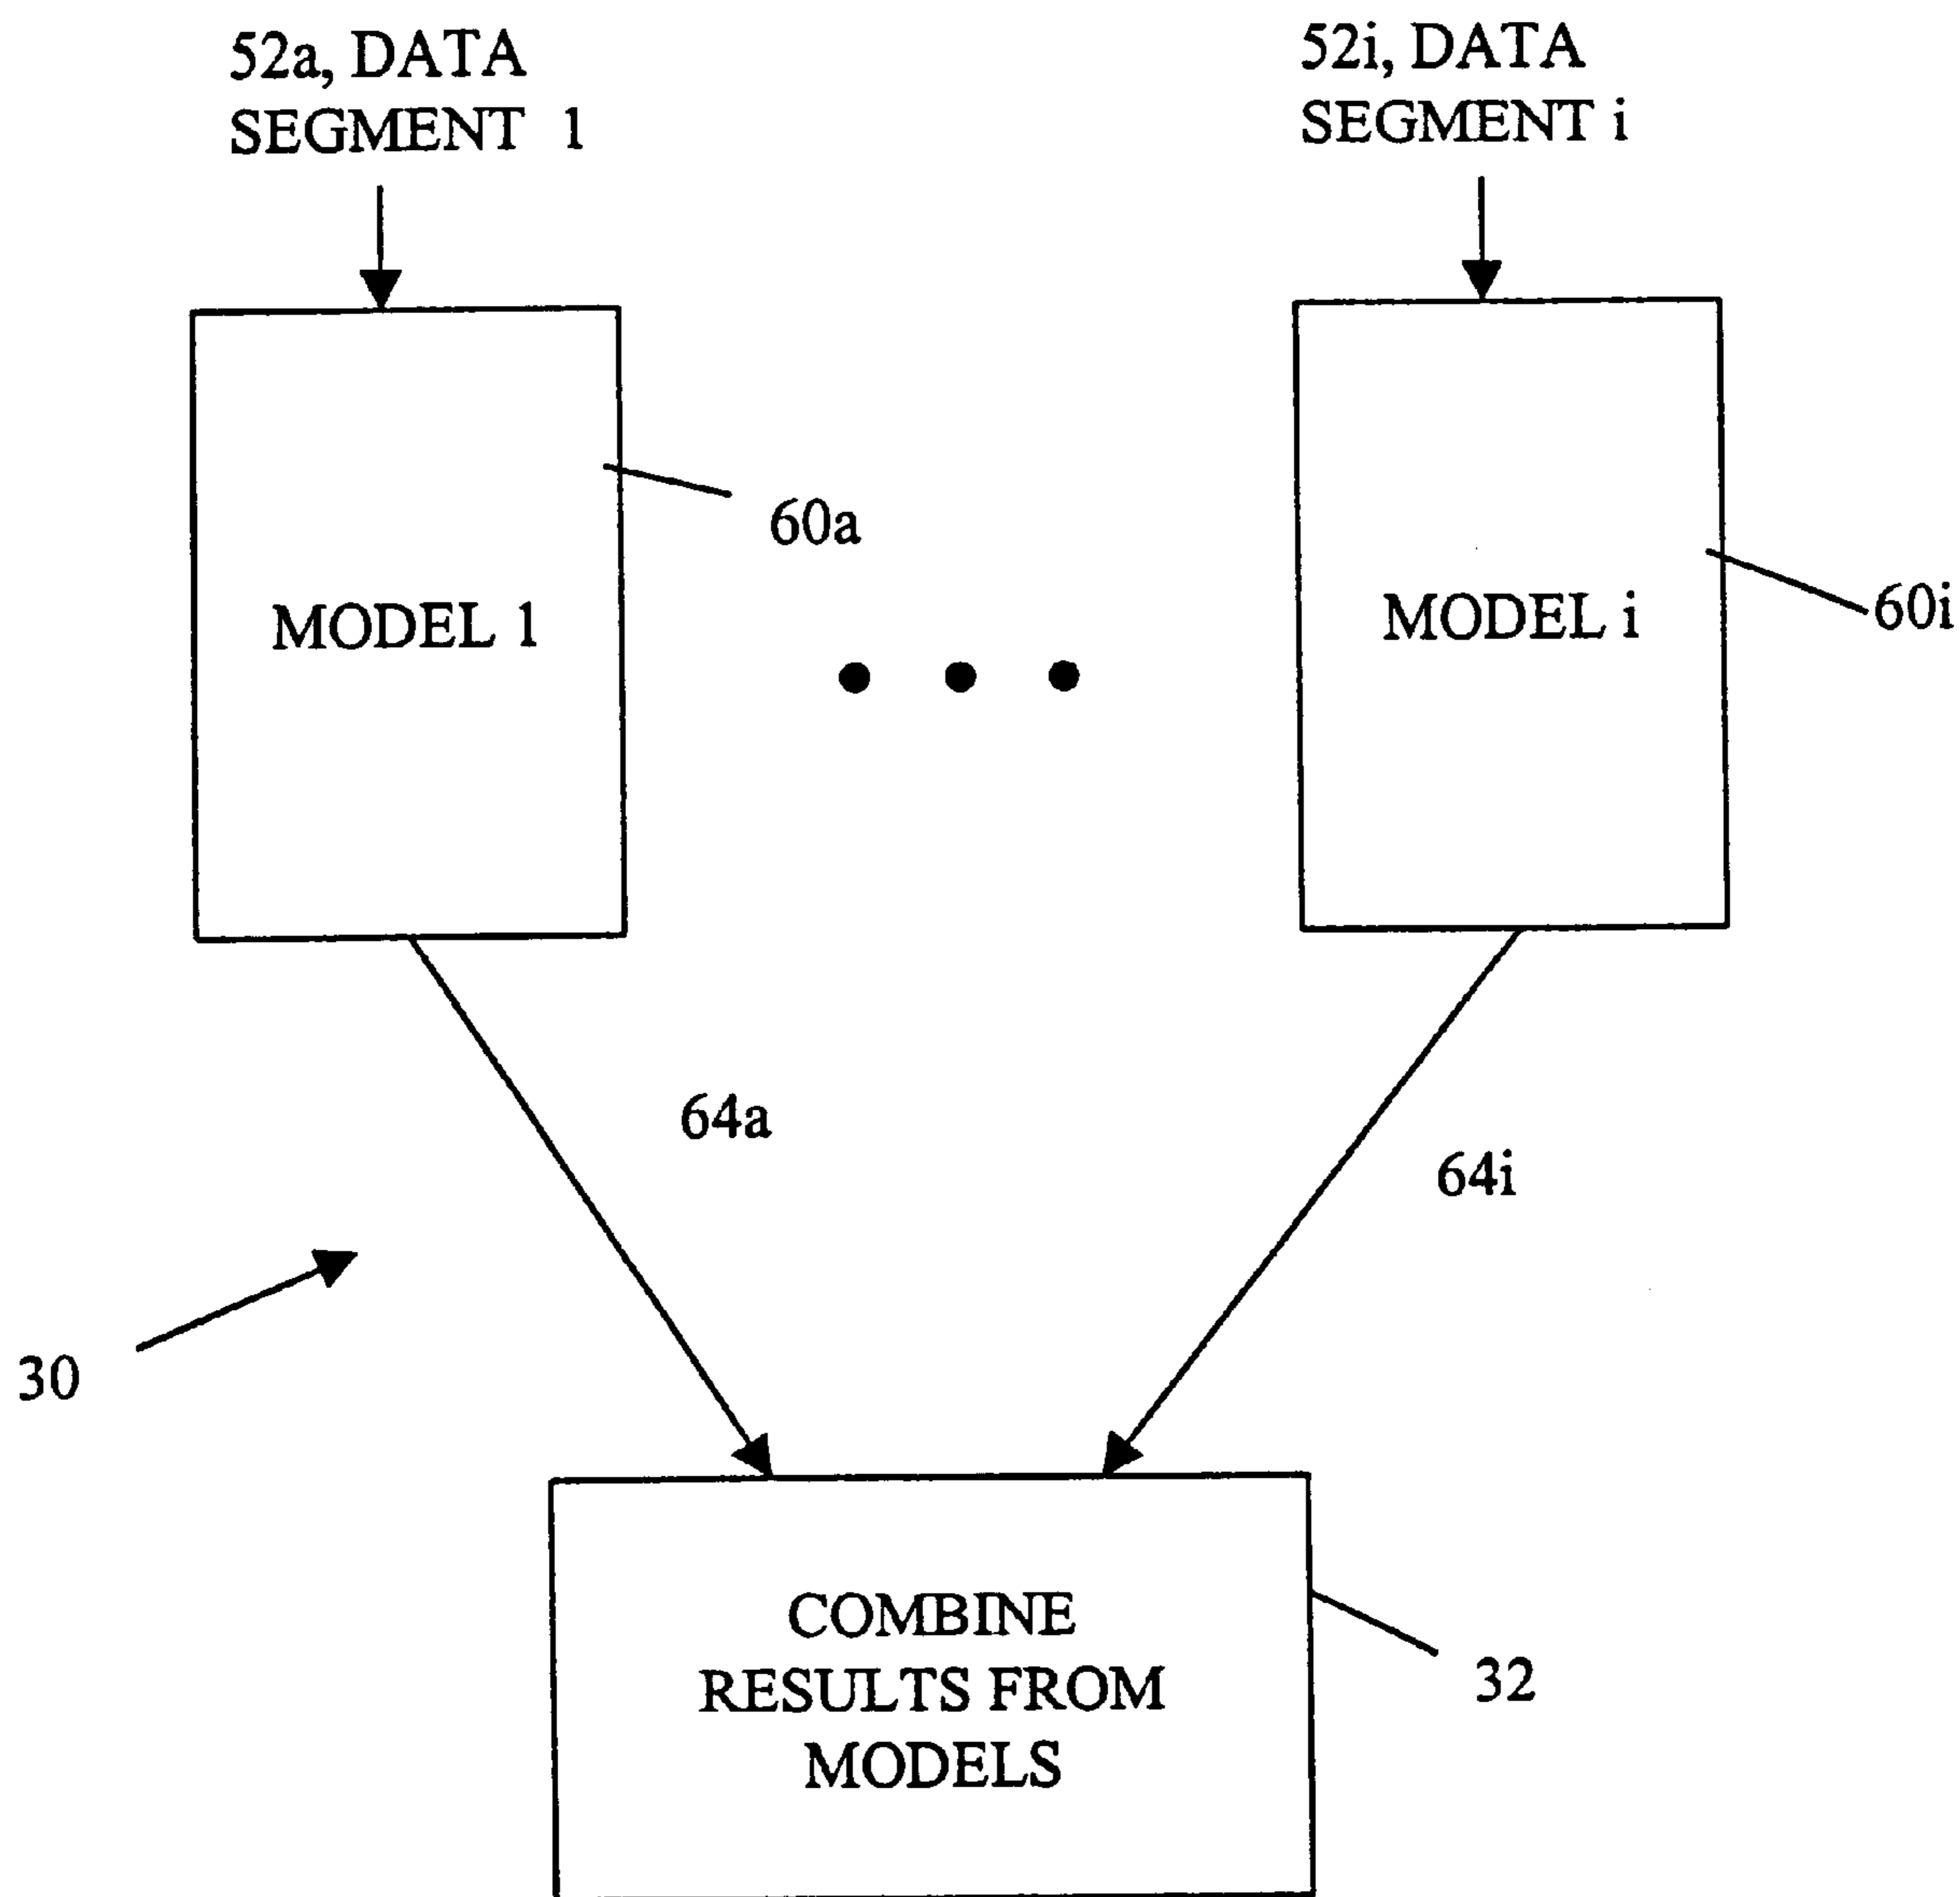 52a, DATA
SEGMENT 1
52i, DATA
SEGMENT i
60a
MODEL 1
MODEL i
60i
64a
64i
30
COMBINE
RESULTS FROM
MODELS
32